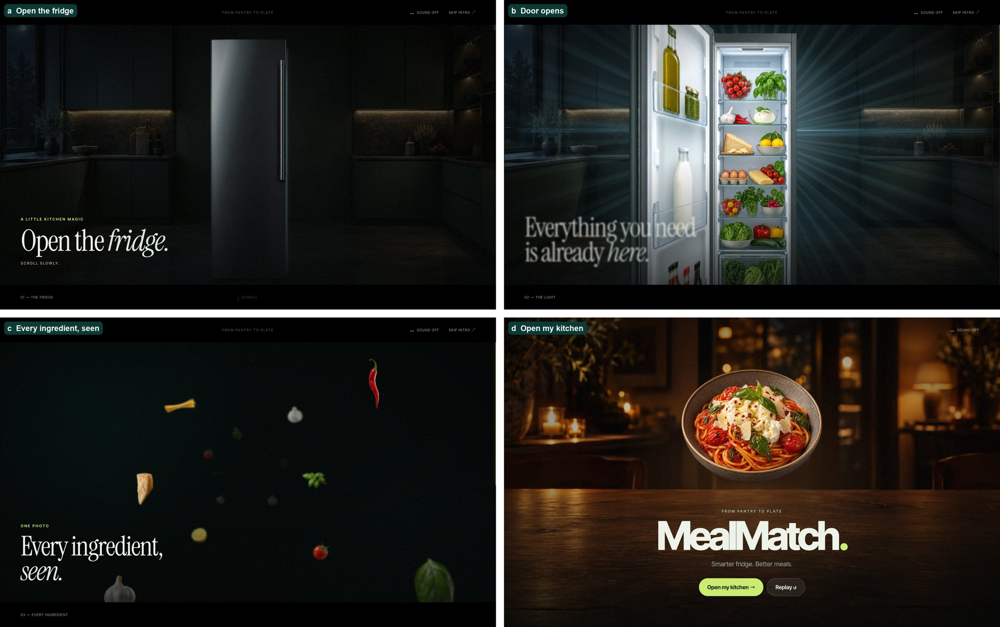 a Open the fridge
FROM PANTRY TO PLATE
SOUND OFF
SKIP INTRO ↗
A LITTLE KITCHEN MAGIC
Open the fridge.
SCROLL SLOWLY.
01 — THE FRIDGE
SCROLL
b Door opens
FROM PANTRY TO PLATE
SOUND OFF
SKIP INTRO ↗
Everything you need
is already here.
02 — THE LIGHT
c Every ingredient, seen
FROM PANTRY TO PLATE
SOUND OFF
SKIP INTRO ↗
ONE PHOTO
Every ingredient,
seen.
03 — EVERY INGREDIENT
d Open my kitchen
SOUND OFF
FROM PANTRY TO PLATE
MealMatch.
Smarter fridge. Better meals.
Open my kitchen →
Replay ↺